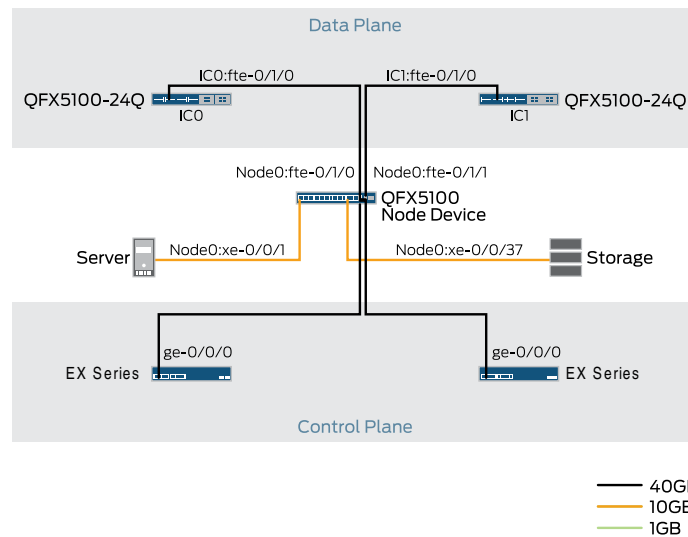 Data Plane
IC0:fte-0/1/0
IC1:fte-0/1/0
QFX5100-24Q
IC0
IC1
QFX5100-24Q
Node0:fte-0/1/0
Node0:fte-0/1/1
QFX5100
Node Device
Server
Node0:xe-0/0/1
Node0:xe-0/0/37
Storage
ge-0/0/0
ge-0/0/0
EX Series
EX Series
Control Plane
10GB
1GB